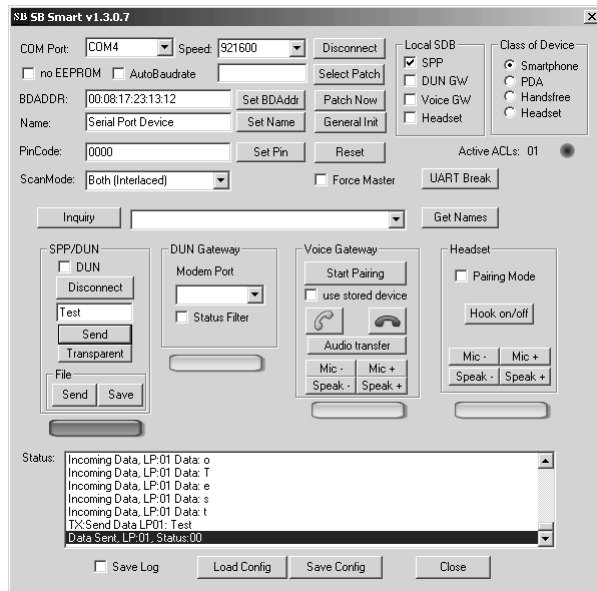 SB SB Smart v1.3.0.7
COM Port: COM4 Speed: 921600 Disconnect Local SDB Class of Device
no EEPROM AutoBaudrate Select Patch SPP Smartphone
DUN GW PDA
BDADDR: 00:08:17:23:13:12 Set BDAddr Patch Now Voice GW Handsfree
Name: Serial Port Device Set Name General Init Headset Headset
PinCode: 0000 Set Pin Reset Active ACLs: 01
ScanMode: Both (Interlaced) Force Master UART Break
Inquiry Get Names
SPP/DUN DUN Gateway Voice Gateway Headset
DUN Modem Port Start Pairing Pairing Mode
Disconnect use stored device
Test Status Filter Hook on/off
Send
Transparent Audio transfer
File Mic - Mic + Mic - Mic +
Send Save Speak - Speak + Speak - Speak +
Status: Incoming Data, LP:01 Data: o
Incoming Data, LP:01 Data: T
Incoming Data, LP:01 Data: e
Incoming Data, LP:01 Data: s
Incoming Data, LP:01 Data: t
TX:Send Data LP01: Test
Data Sent, LP:01, Status:00
Save Log Load Config Save Config Close